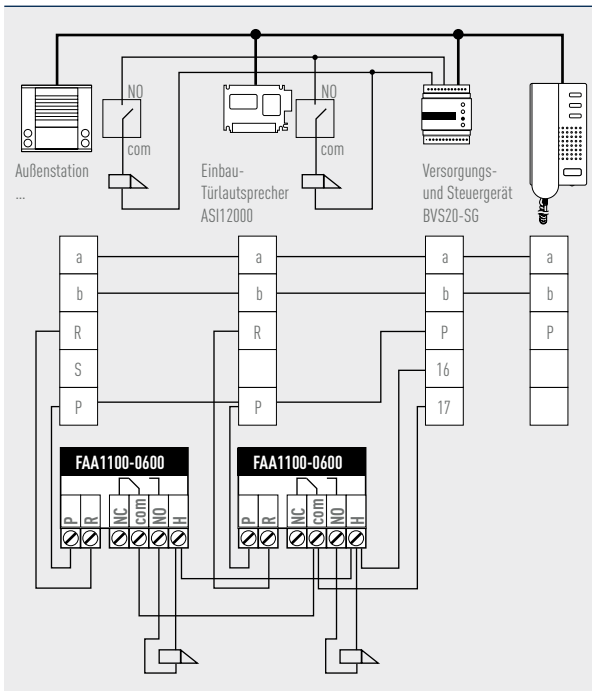 NO
NO
com
com
Außenstation
...
Einbau-
Türlautsprecher
ASI12000
Versorgungs-
und Steuergerät
BVS20-SG
a a a a
b b b b
R R P P
S 16
P P 17
FAA1100-0600 FAA1100-0600
P R NC com NO H P R NC com NO H